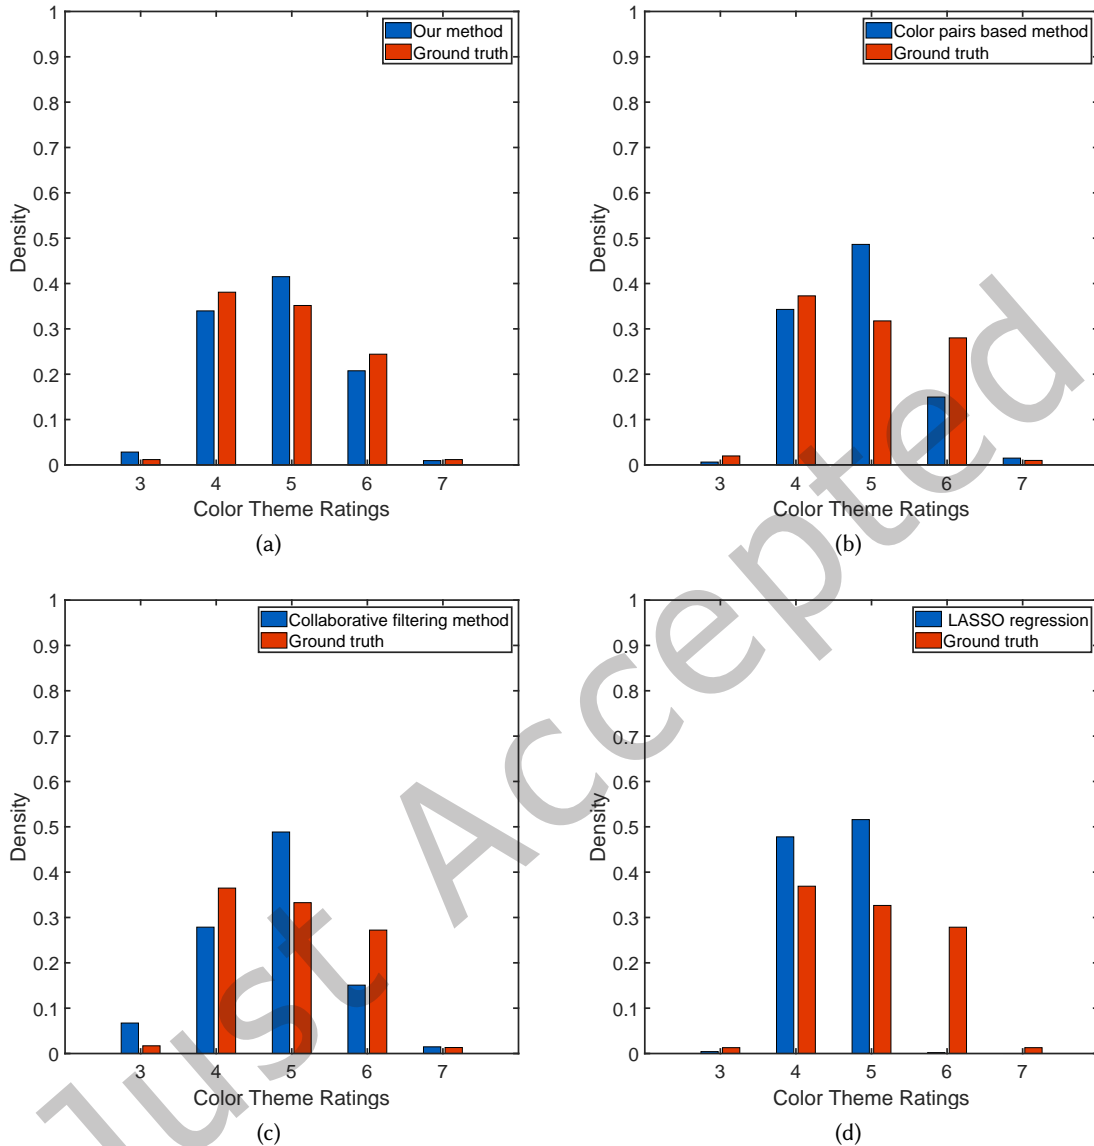 1
0.9
0.8
0.7
0.6
0.5
0.4
0.3
0.2
0.1
0
Density
Our method
Ground truth
3 4 5 6 7
Color Theme Ratings
(a)
1
0.9
0.8
0.7
0.6
0.5
0.4
0.3
0.2
0.1
0
Density
Color pairs based method
Ground truth
3 4 5 6 7
Color Theme Ratings
(b)
1
0.9
0.8
0.7
0.6
0.5
0.4
0.3
0.2
0.1
0
Density
Collaborative filtering method
Ground truth
3 4 5 6 7
Color Theme Ratings
(c)
1
0.9
0.8
0.7
0.6
0.5
0.4
0.3
0.2
0.1
0
Density
LASSO regression
Ground truth
3 4 5 6 7
Color Theme Ratings
(d)
Just Accepted